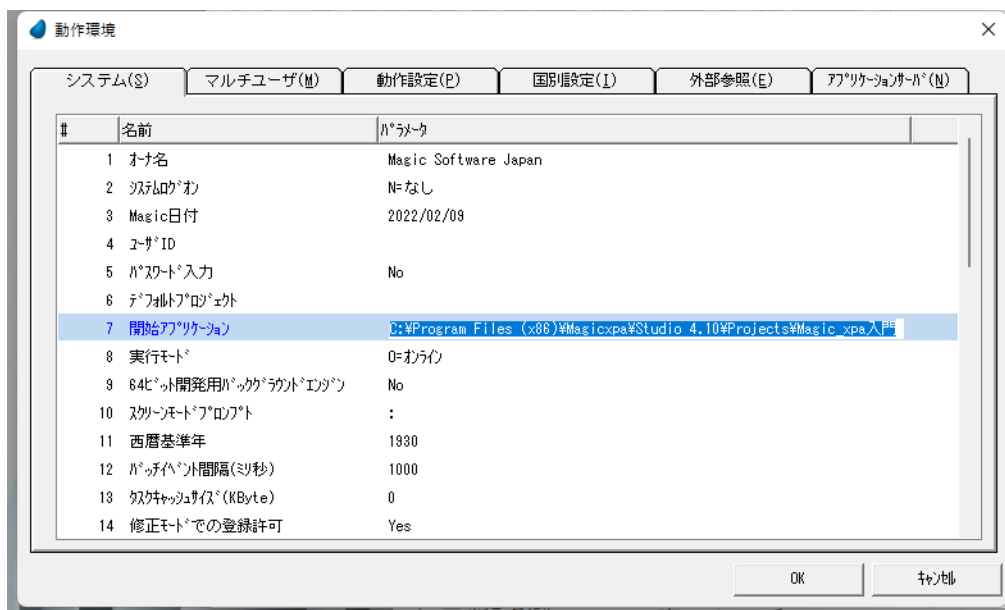 動作環境
システム(S) マルチユーザ(M) 動作設定(P) 国別設定(I) 外部参照(E) ｱﾌﾟﾘｹｰｼｮﾝｻｰﾊﾞ(N)
# 名前 ﾊﾟﾗﾒｰﾀ
1 ｵｰﾅ名 Magic Software Japan
2 ｼｽﾃﾑﾛｸﾞｵﾝ N=なし
3 Magic日付 2022/02/09
4 ﾕｰｻﾞID
5 ﾊﾟｽﾜｰﾄﾞ入力 No
6 ﾃﾞﾌｫﾙﾄﾌﾟﾛｼﾞｪｸﾄ
7 開始ｱﾌﾟﾘｹｰｼｮﾝ C:¥Program Files (x86)¥Magicxpa¥Studio 4.10¥Projects¥Magic_xpa入門
8 実行ﾓｰﾄﾞ O=ｵﾝﾗｲﾝ
9 64ﾋﾞｯﾄ開発用ﾊﾞｯｸｸﾞﾗｳﾝﾄﾞｴﾝｼﾞﾝ No
10 ｽｸﾘｰﾝﾓｰﾄﾞﾌﾟﾛﾝﾌﾟﾄ :
11 西暦基準年 1930
12 ﾊﾞｯﾁｲﾍﾞﾝﾄ間隔(ﾐﾘ秒) 1000
13 ﾀｽｸｷｬｯｼｭｻｲｽﾞ(KByte) 0
14 修正ﾓｰﾄﾞでの登録許可 Yes
OK ｷｬﾝｾﾙ